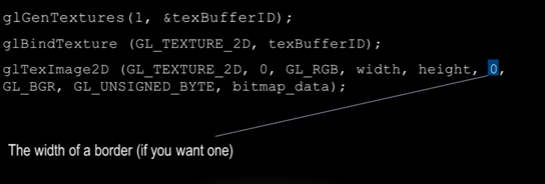 glGenTextures(1, &texBufferID);
glBindTexture (GL_TEXTURE_2D, texBufferID);
glTexImage2D (GL_TEXTURE_2D, 0, GL_RGB, width, height, 0,
GL_BGR, GL_UNSIGNED_BYTE, bitmap_data);
The width of a border (if you want one)